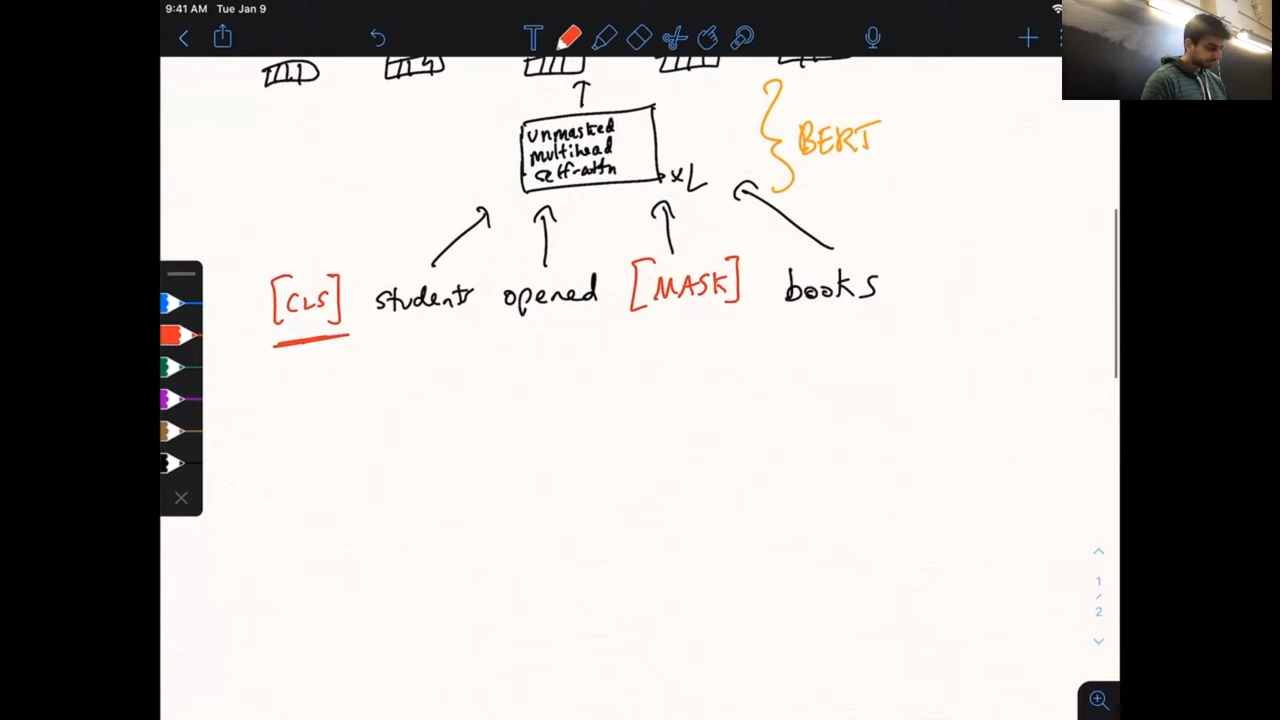 9:41 AM Tue Jan 9
T
BERT
unmasked
multihead
self-attn
x L
[CLS] students opened [MASK] books
1
/
2